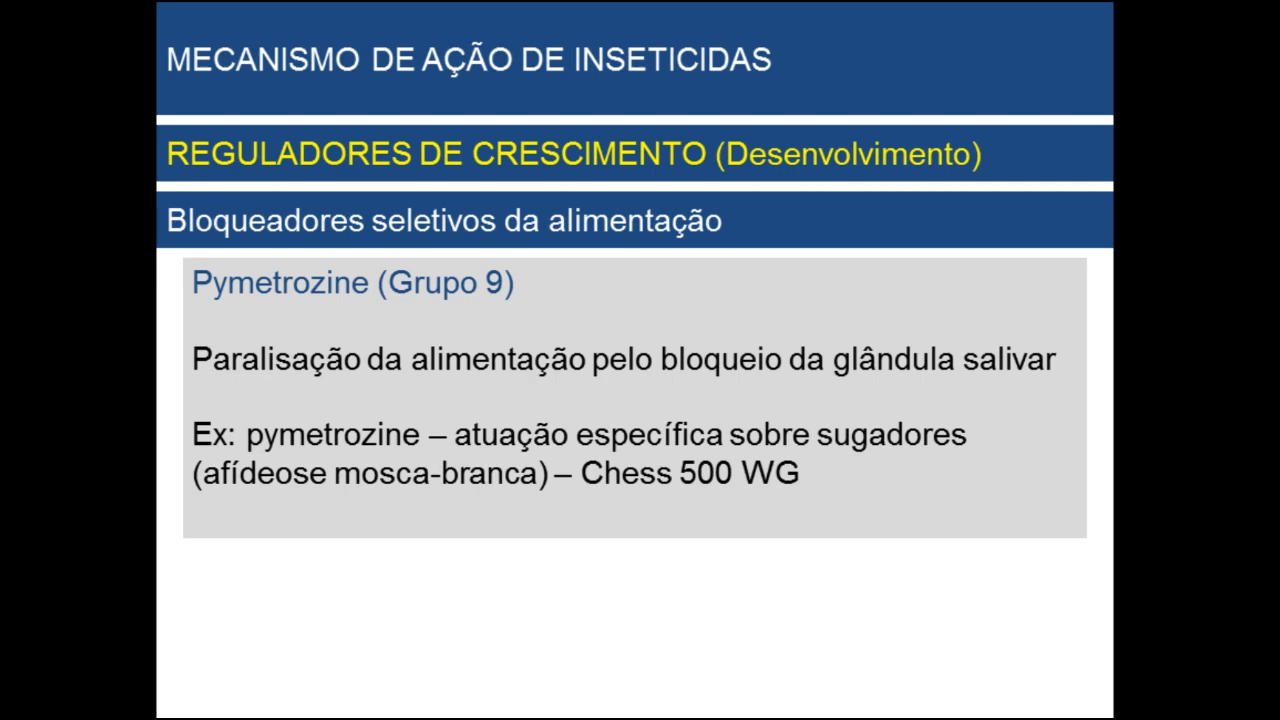 MECANISMO DE AÇÃO DE INSETICIDAS
REGULADORES DE CRESCIMENTO (Desenvolvimento)
Bloqueadores seletivos da alimentação
Pymetrozine (Grupo 9)
Paralisação da alimentação pelo bloqueio da glândula salivar
Ex: pymetrozine – atuação específica sobre sugadores
(afídeose mosca-branca) – Chess 500 WG